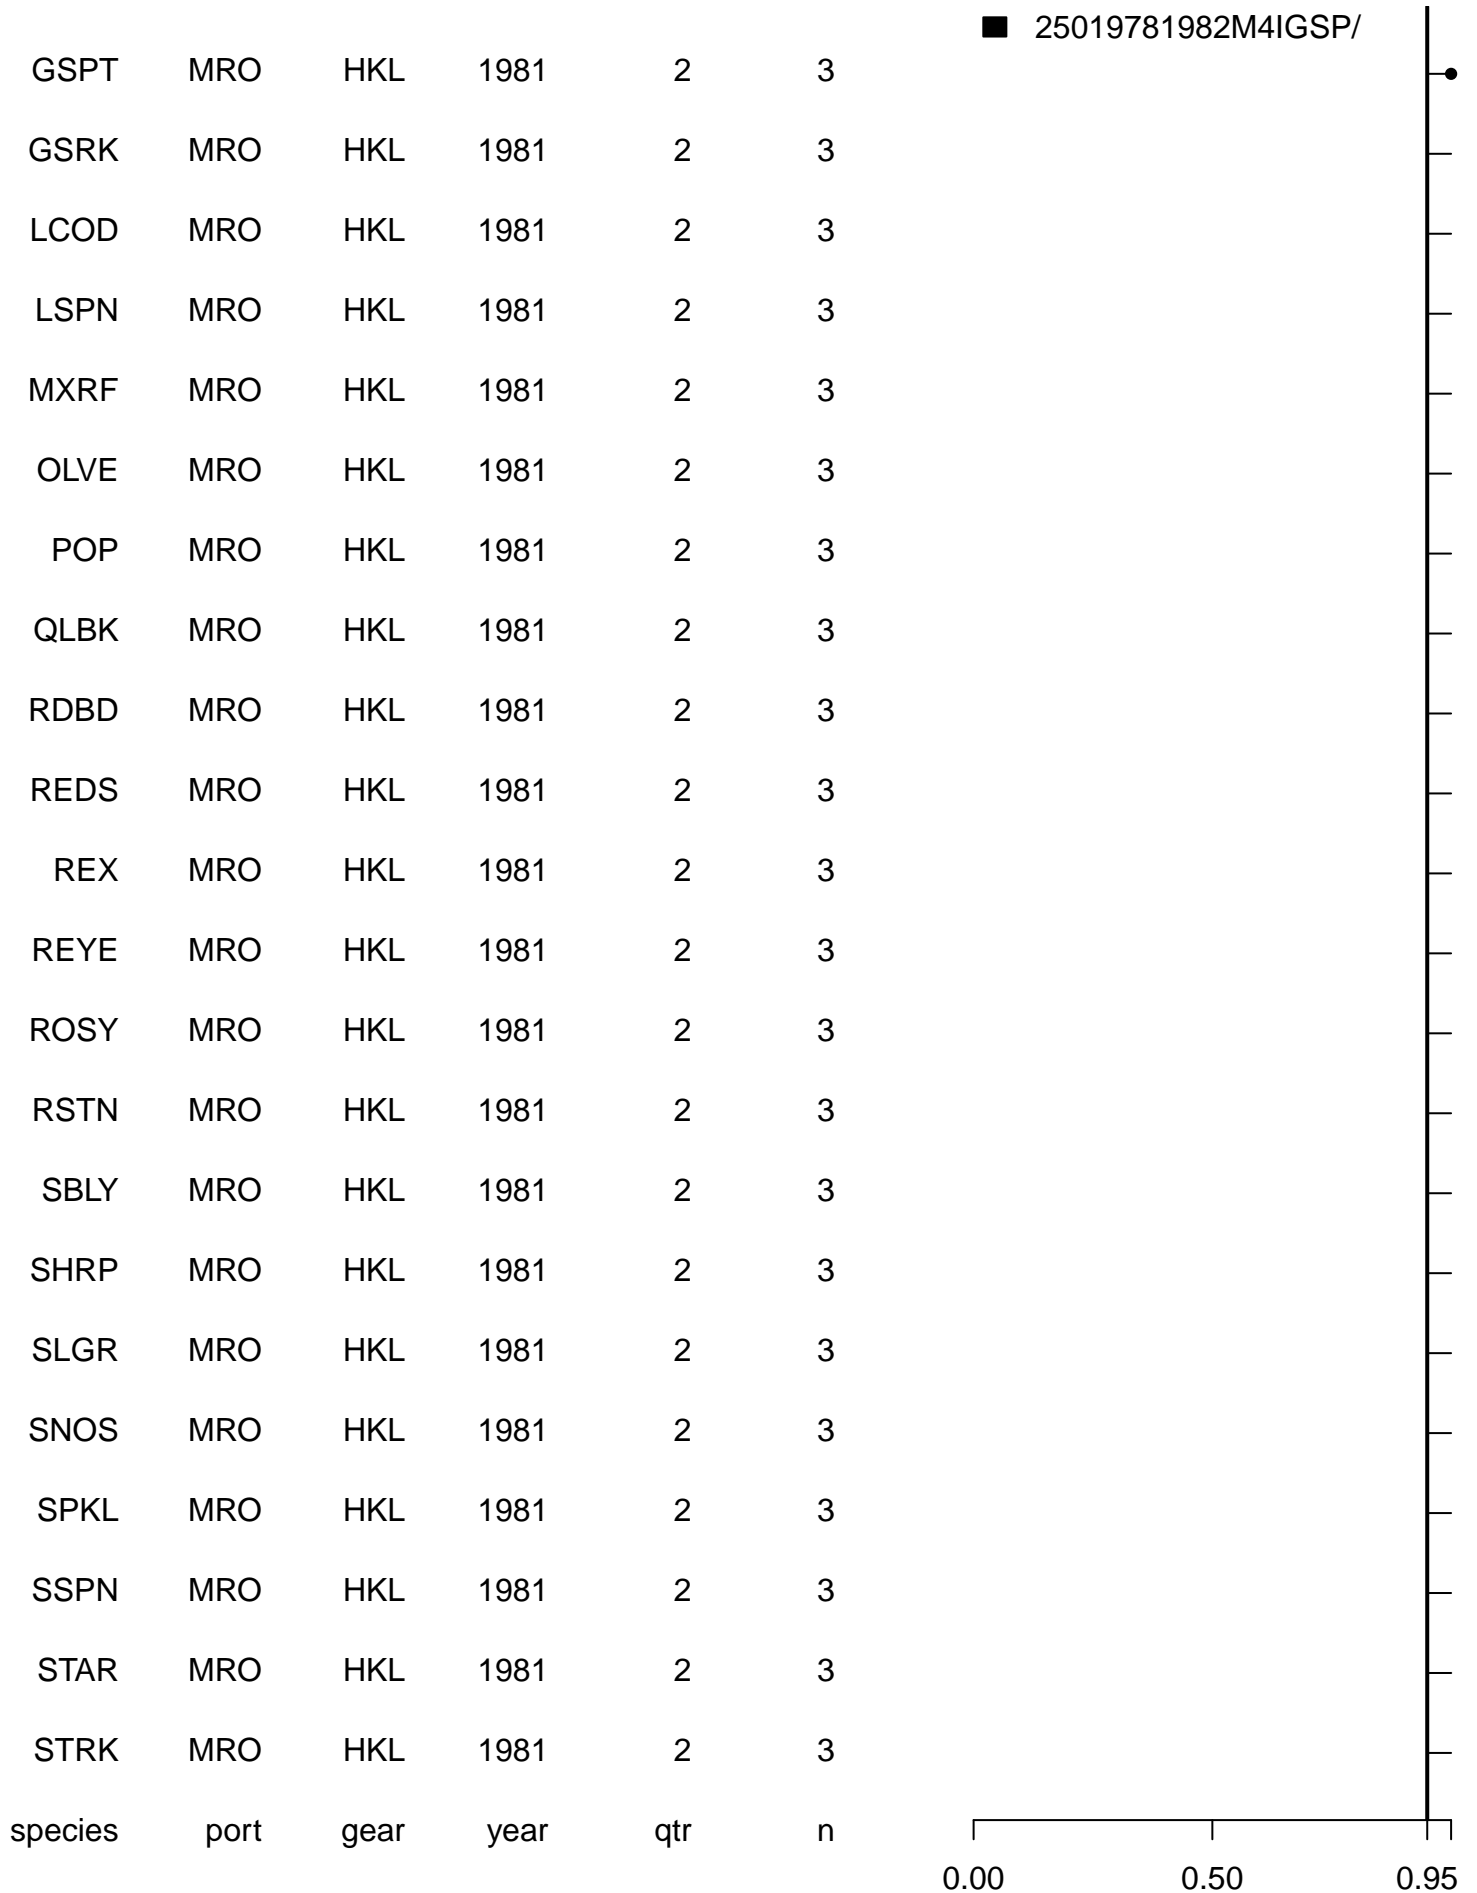 25019781982M4IGSP/
GSPT MRO HKL 1981 2 3
GSRK MRO HKL 1981 2 3
LCOD MRO HKL 1981 2 3
LSPN MRO HKL 1981 2 3
MXRF MRO HKL 1981 2 3
OLVE MRO HKL 1981 2 3
POP MRO HKL 1981 2 3
QLBK MRO HKL 1981 2 3
RDBD MRO HKL 1981 2 3
REDS MRO HKL 1981 2 3
REX MRO HKL 1981 2 3
REYE MRO HKL 1981 2 3
ROSY MRO HKL 1981 2 3
RSTN MRO HKL 1981 2 3
SBLY MRO HKL 1981 2 3
SHRP MRO HKL 1981 2 3
SLGR MRO HKL 1981 2 3
SNOS MRO HKL 1981 2 3
SPKL MRO HKL 1981 2 3
SSPN MRO HKL 1981 2 3
STAR MRO HKL 1981 2 3
STRK MRO HKL 1981 2 3
species port gear year qtr n
0.00 0.50 0.95